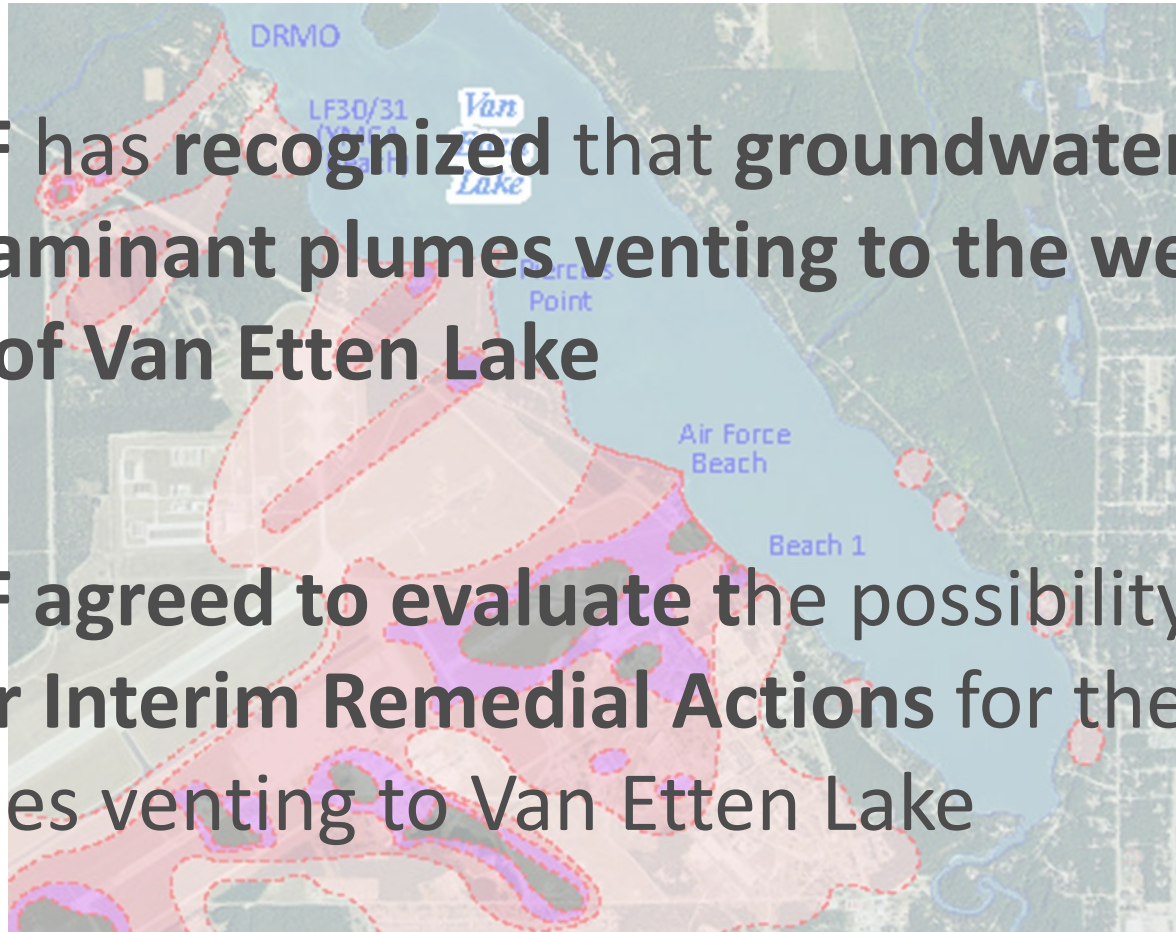 DRMO
LF30/31
Van
Lake
F has recognized that groundwater
aminant plumes venting to the we
of Van Etten Lake
Point
Air Force
Beach
Beach 1
F agreed to evaluate the possibility
r Interim Remedial Actions for the
es venting to Van Etten Lake